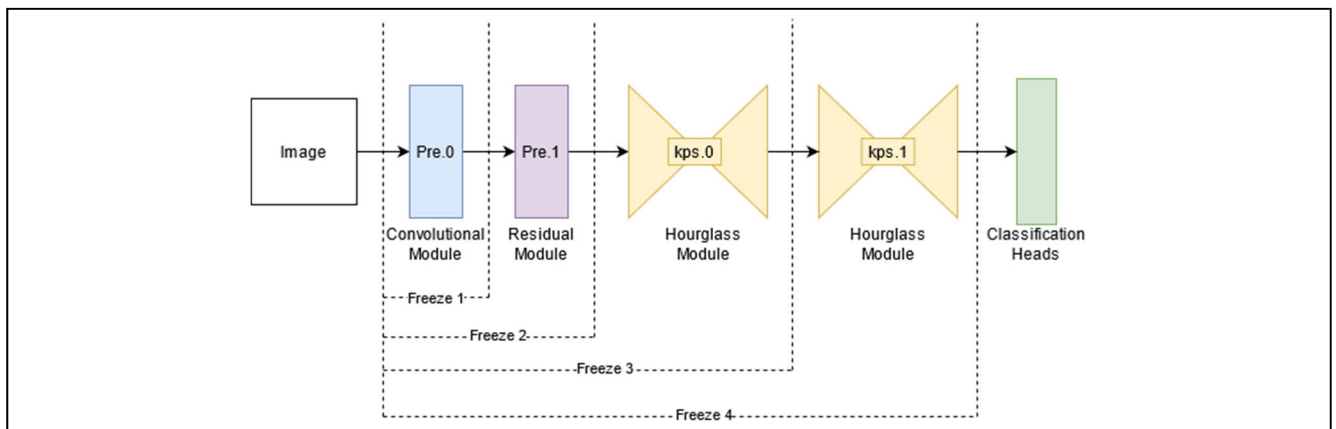 Image
Pre.0
Pre.1
kps.0
kps.1
Convolutional
Module
Residual
Module
Hourglass
Module
Hourglass
Module
Classification
Heads
Freeze 1
Freeze 2
Freeze 3
Freeze 4